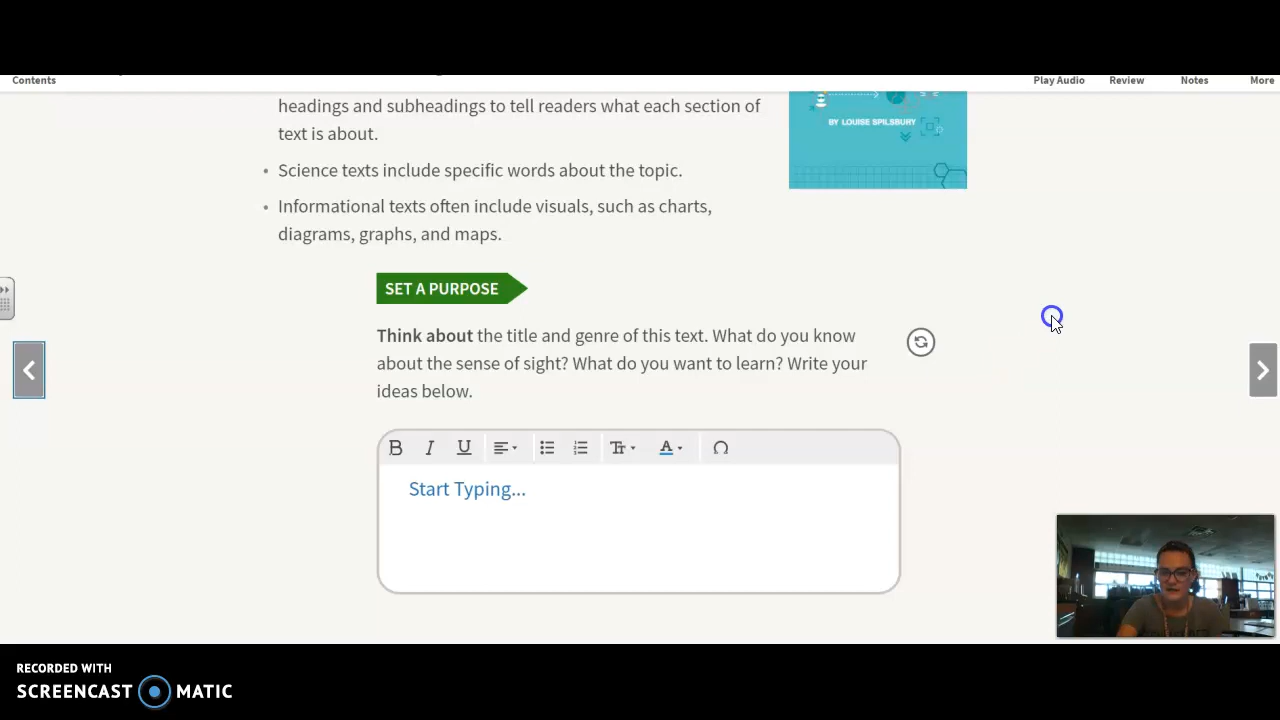 Contents
Play Audio
Review
Notes
More
headings and subheadings to tell readers what each section of
text is about.
• Science texts include specific words about the topic.
• Informational texts often include visuals, such as charts,
diagrams, graphs, and maps.
BY LOUISE SPILSBURY
SET A PURPOSE
Think about the title and genre of this text. What do you know
about the sense of sight? What do you want to learn? Write your
ideas below.
B I U
Tr A Ω
Start Typing...
RECORDED WITH
SCREENCAST MATIC